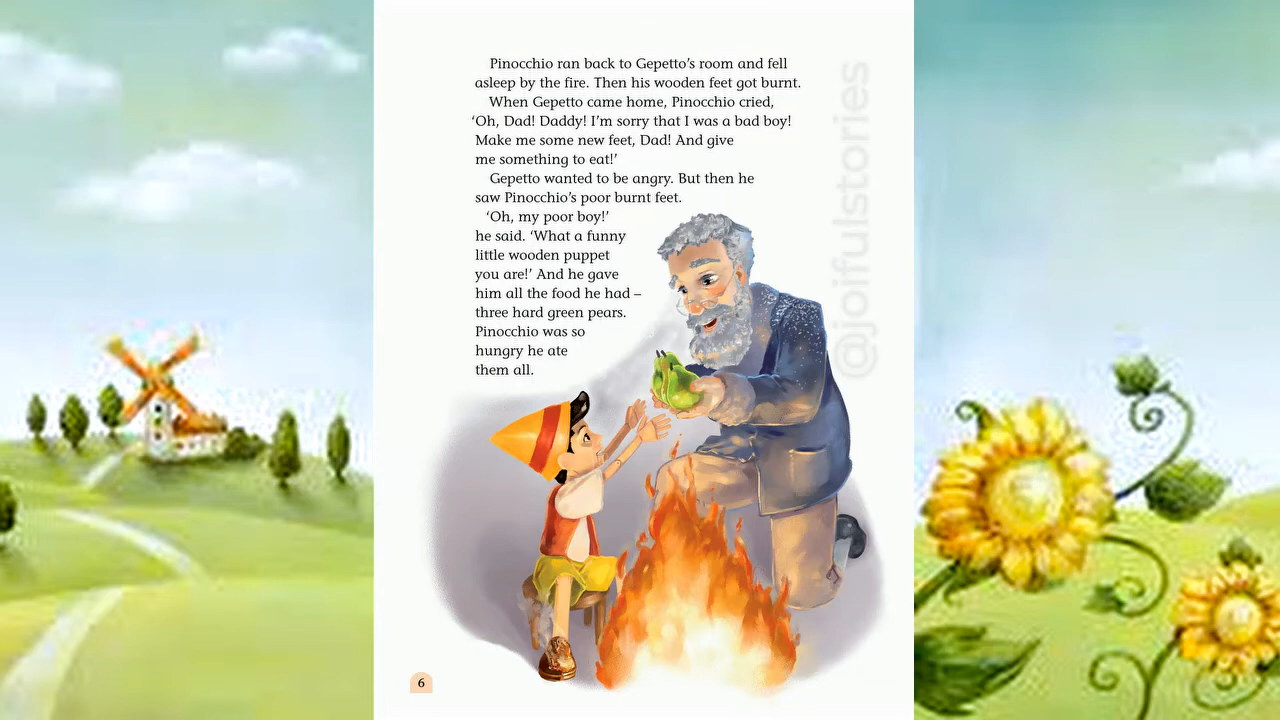 Pinocchio ran back to Gepetto’s room and fell
asleep by the fire. Then his wooden feet got burnt.
When Gepetto came home, Pinocchio cried,
‘Oh, Dad! Daddy! I’m sorry that I was a bad boy!
Make me some new feet, Dad! And give
me something to eat!’
Gepetto wanted to be angry. But then he
saw Pinocchio’s poor burnt feet.
‘Oh, my poor boy!’
he said. ‘What a funny
little wooden puppet
you are!’ And he gave
him all the food he had –
three hard green pears.
Pinocchio was so
hungry he ate
them all.
@joifulstories
6